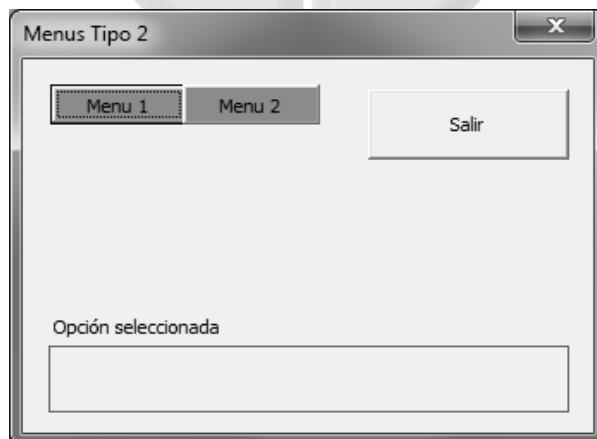 Menus Tipo 2
X
Menu 1 Menu 2
Salir
Opción seleccionada